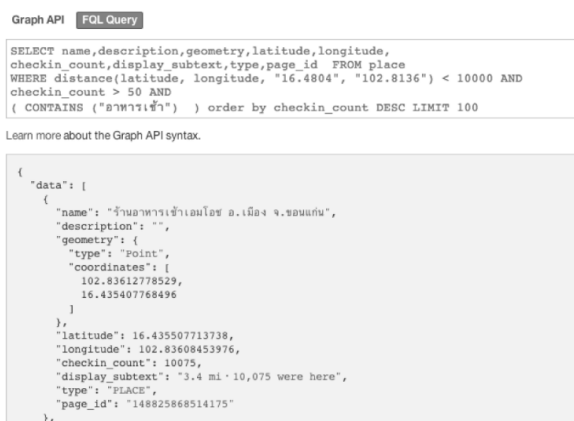 Graph API FQL Query
SELECT name,description,geometry,latitude,longitude,
checkin_count,display_subtext,type,page_id FROM place
WHERE distance(latitude, longitude, "16.4804", "102.8136") < 10000 AND
checkin_count > 50 AND
( CONTAINS ("อาหารเช้า") ) order by checkin_count DESC LIMIT 100
Learn more about the Graph API syntax.
{
"data": [
{
"name": "ร้านอาหารเช้าเอมโอช อ.เมือง จ.ขอนแก่น",
"description": "",
"geometry": {
"type": "Point",
"coordinates": [
102.83612778529,
16.435407768496
]
},
"latitude": 16.435507713738,
"longitude": 102.83608453976,
"checkin_count": 10075,
"display_subtext": "3.4 mi · 10,075 were here",
"type": "PLACE",
"page_id": "148825868514175"
},